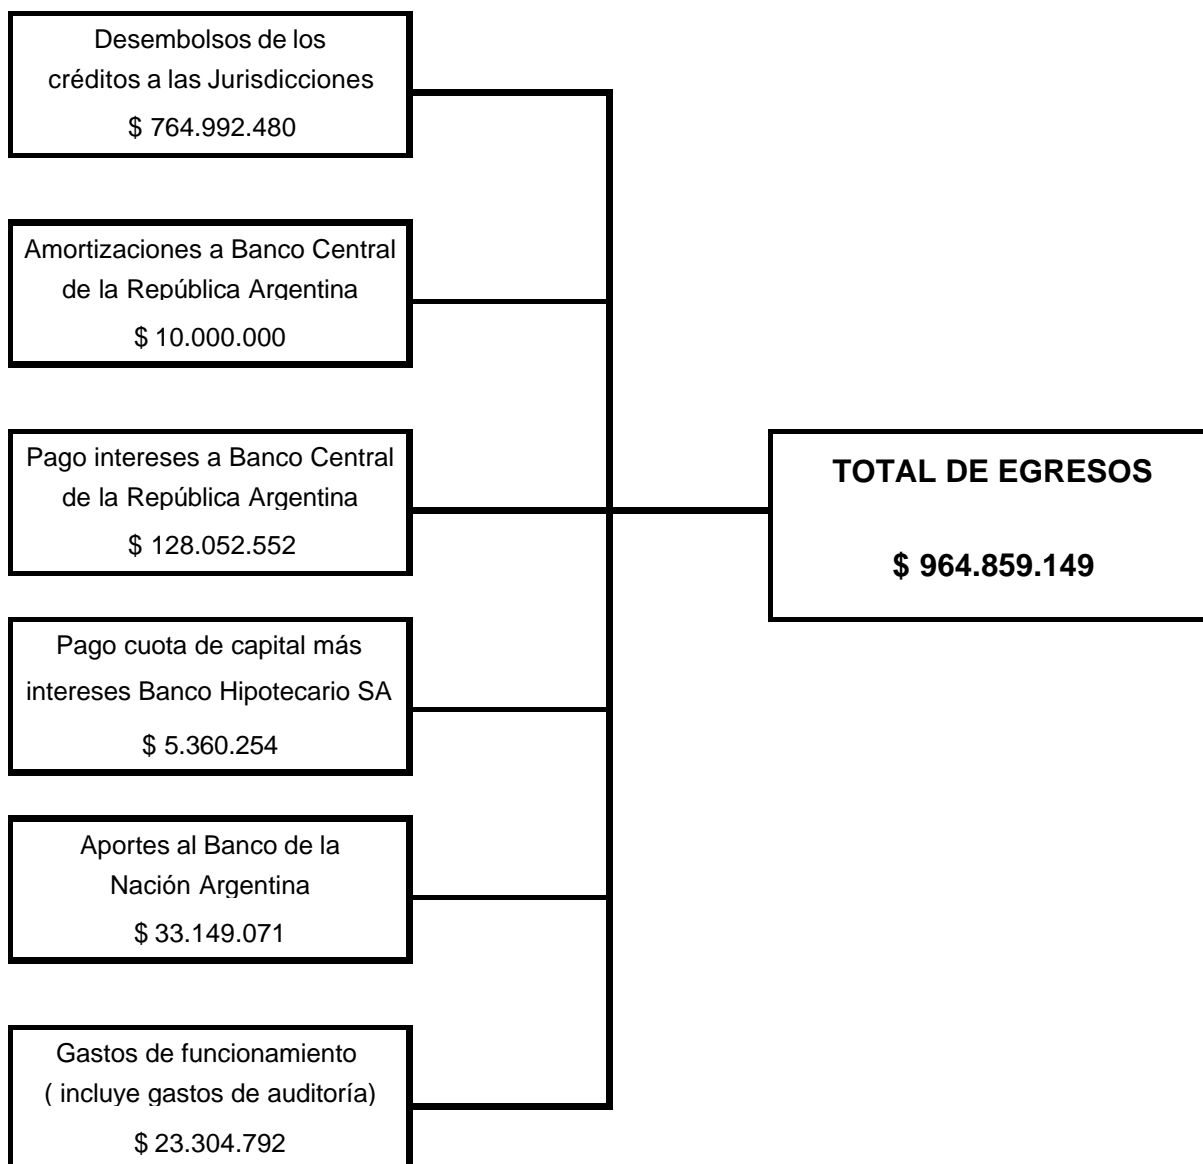 Desembolsos de los
créditos a las Jurisdicciones
$ 764.992.480
Amortizaciones a Banco Central
de la República Argentina
$ 10.000.000
Pago intereses a Banco Central
de la República Argentina
$ 128.052.552
TOTAL DE EGRESOS
$ 964.859.149
Pago cuota de capital más
intereses Banco Hipotecario SA
$ 5.360.254
Aportes al Banco de la
Nación Argentina
$ 33.149.071
Gastos de funcionamiento
( incluye gastos de auditoría)
$ 23.304.792